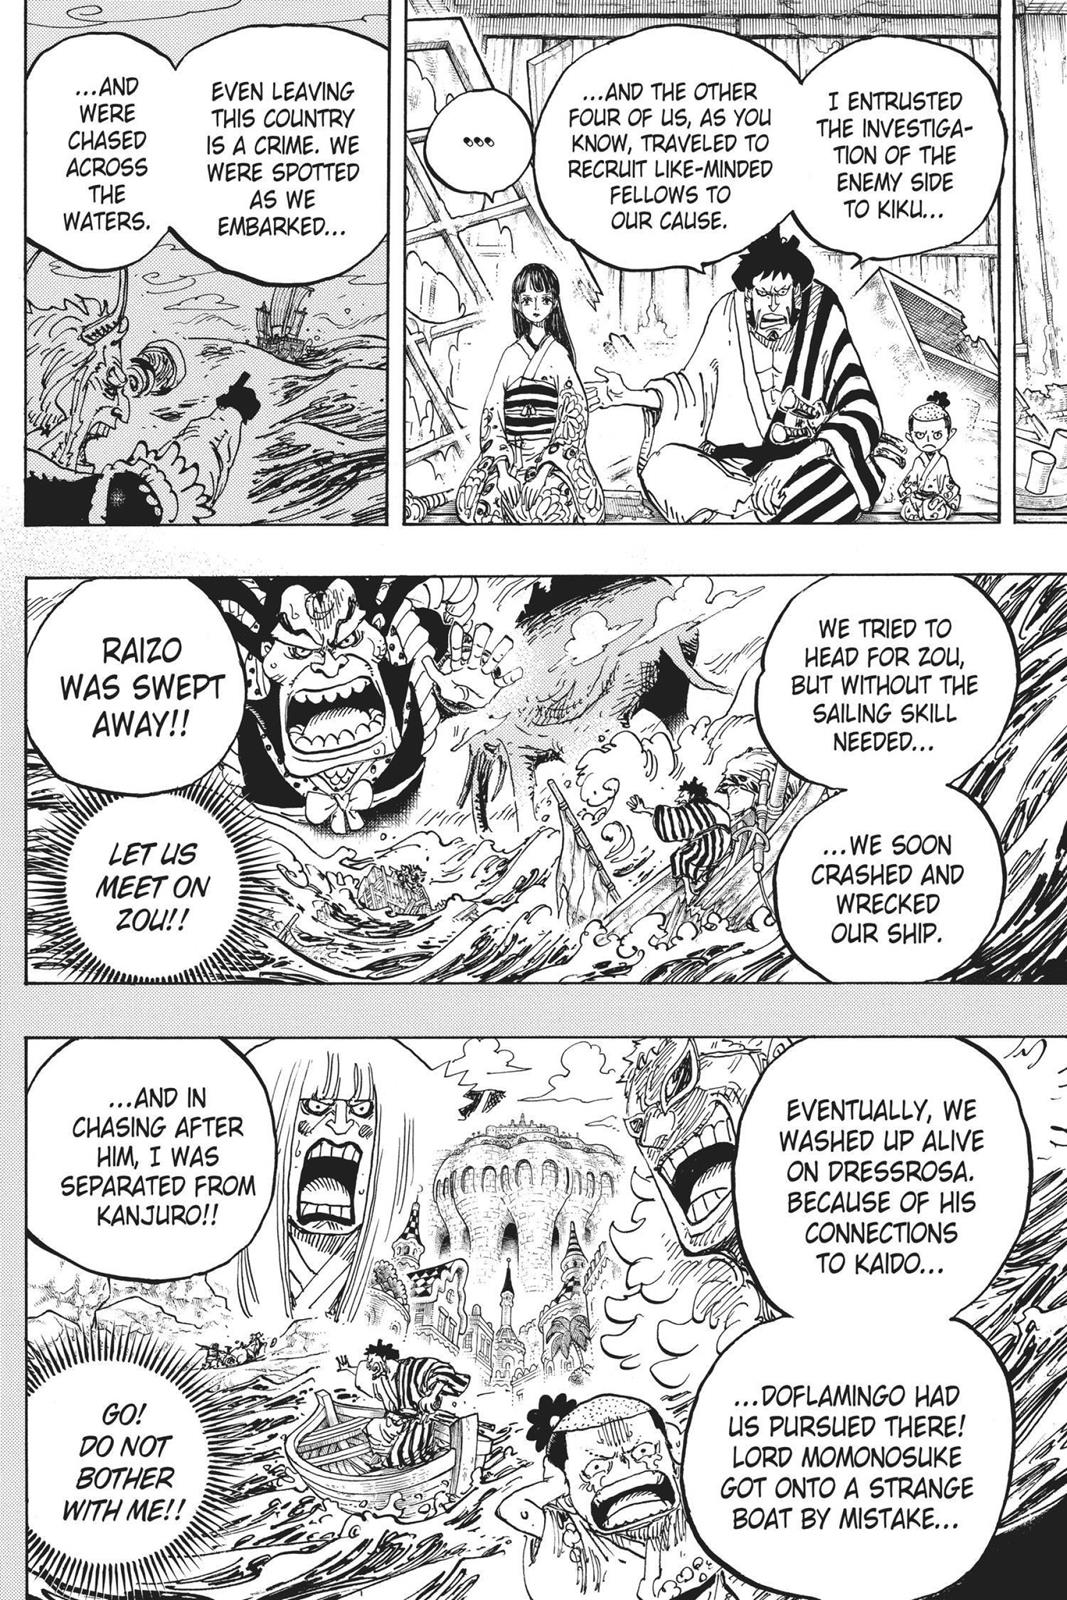 I ENTRUSTED
THE INVESTIGA-
TION OF THE
ENEMY SIDE
TO KIKU...
...AND THE OTHER
FOUR OF US, AS YOU
KNOW, TRAVELED TO
RECRUIT LIKE-MINDED
FELLOWS TO
OUR CAUSE.
...
EVEN LEAVING
THIS COUNTRY
IS A CRIME. WE
WERE SPOTTED
AS WE
EMBARKED...
...AND
WERE
CHASED
ACROSS
THE
WATERS.
WE TRIED TO
HEAD FOR ZOU,
BUT WITHOUT THE
SAILING SKILL
NEEDED...
...WE SOON
CRASHED AND
WRECKED
OUR SHIP.
RAIZO
WAS SWEPT
AWAY!!
LET US
MEET ON
ZOU!!
EVENTUALLY, WE
WASHED UP ALIVE
ON DRESSROSA.
BECAUSE OF HIS
CONNECTIONS
TO KAIDO...
...DOFLAMINGO HAD
US PURSUED THERE!
LORD MOMONOSUKE
GOT ONTO A STRANGE
BOAT BY MISTAKE...
...AND IN
CHASING AFTER
HIM, I WAS
SEPARATED FROM
KANJURO!!
GO!
DO NOT
BOTHER
WITH ME!!